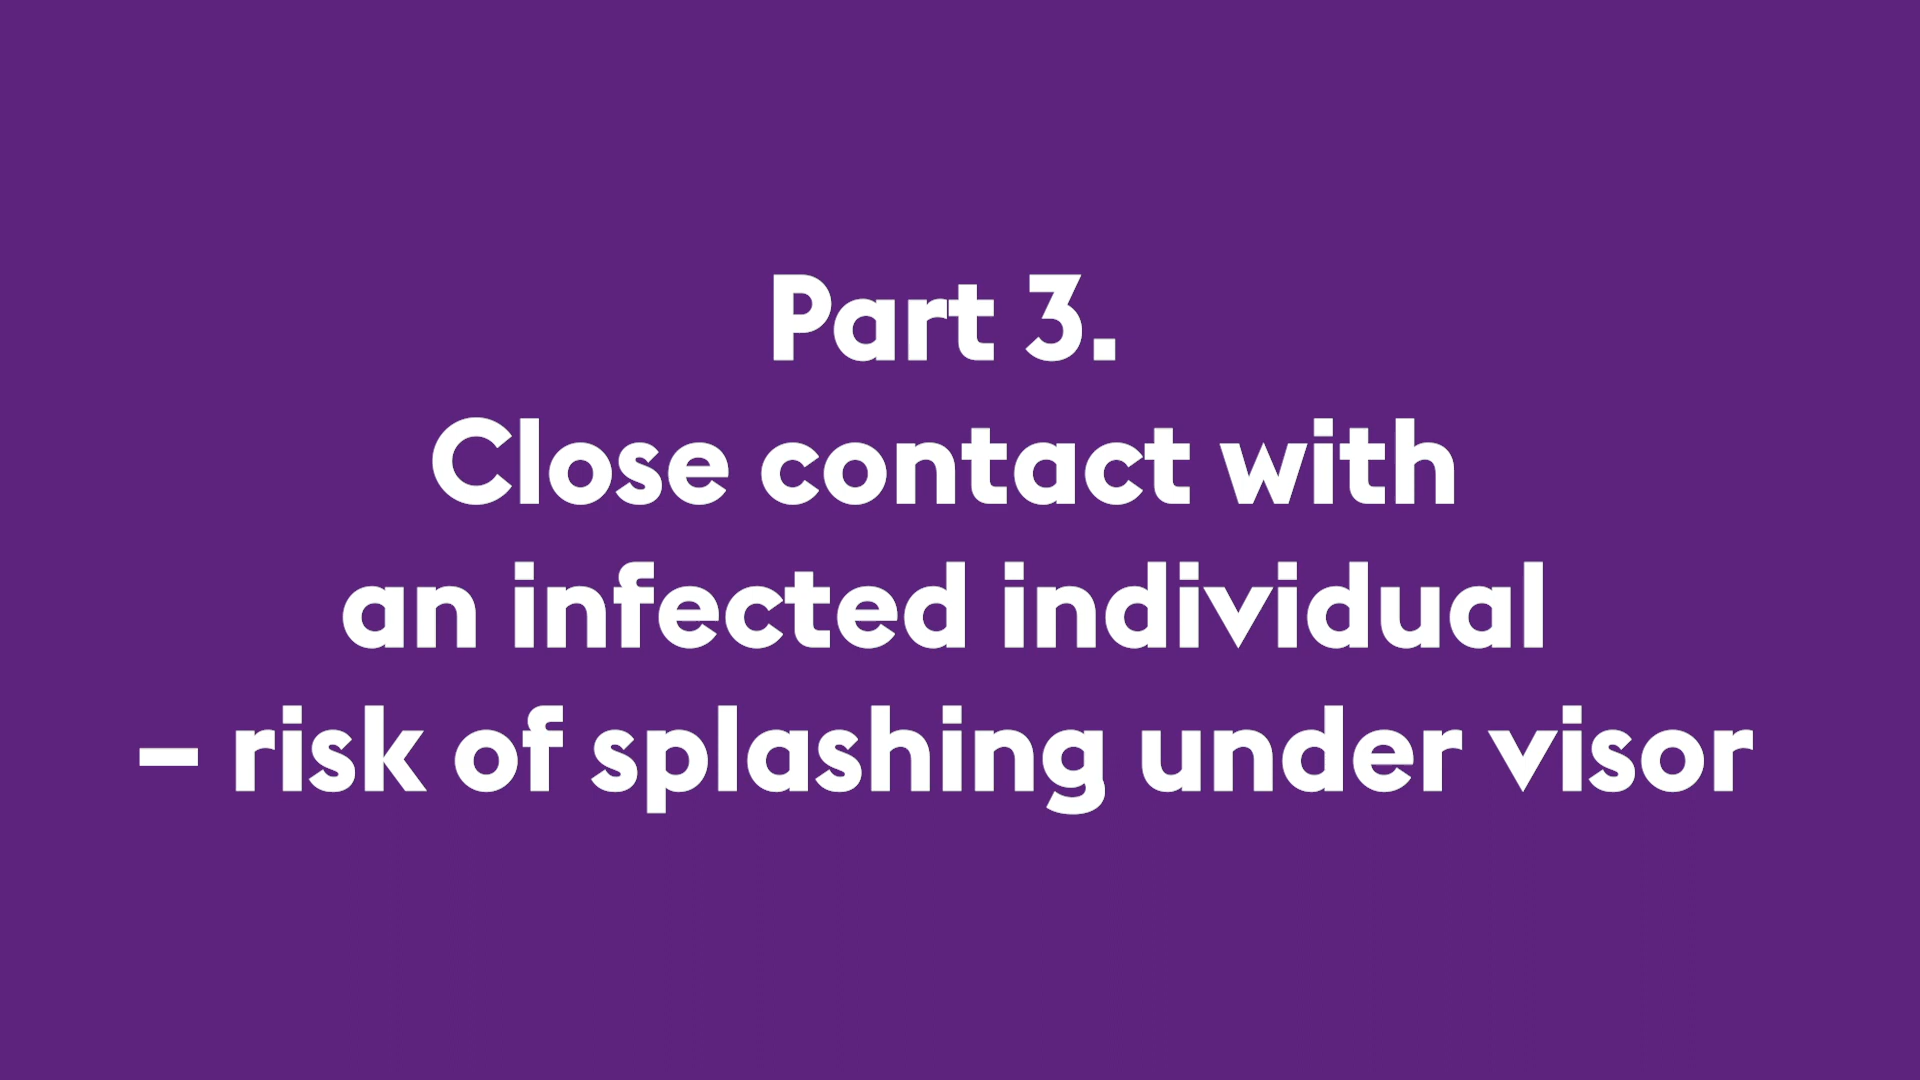 Part 3.
Close contact with
an infected individual
– risk of splashing under visor